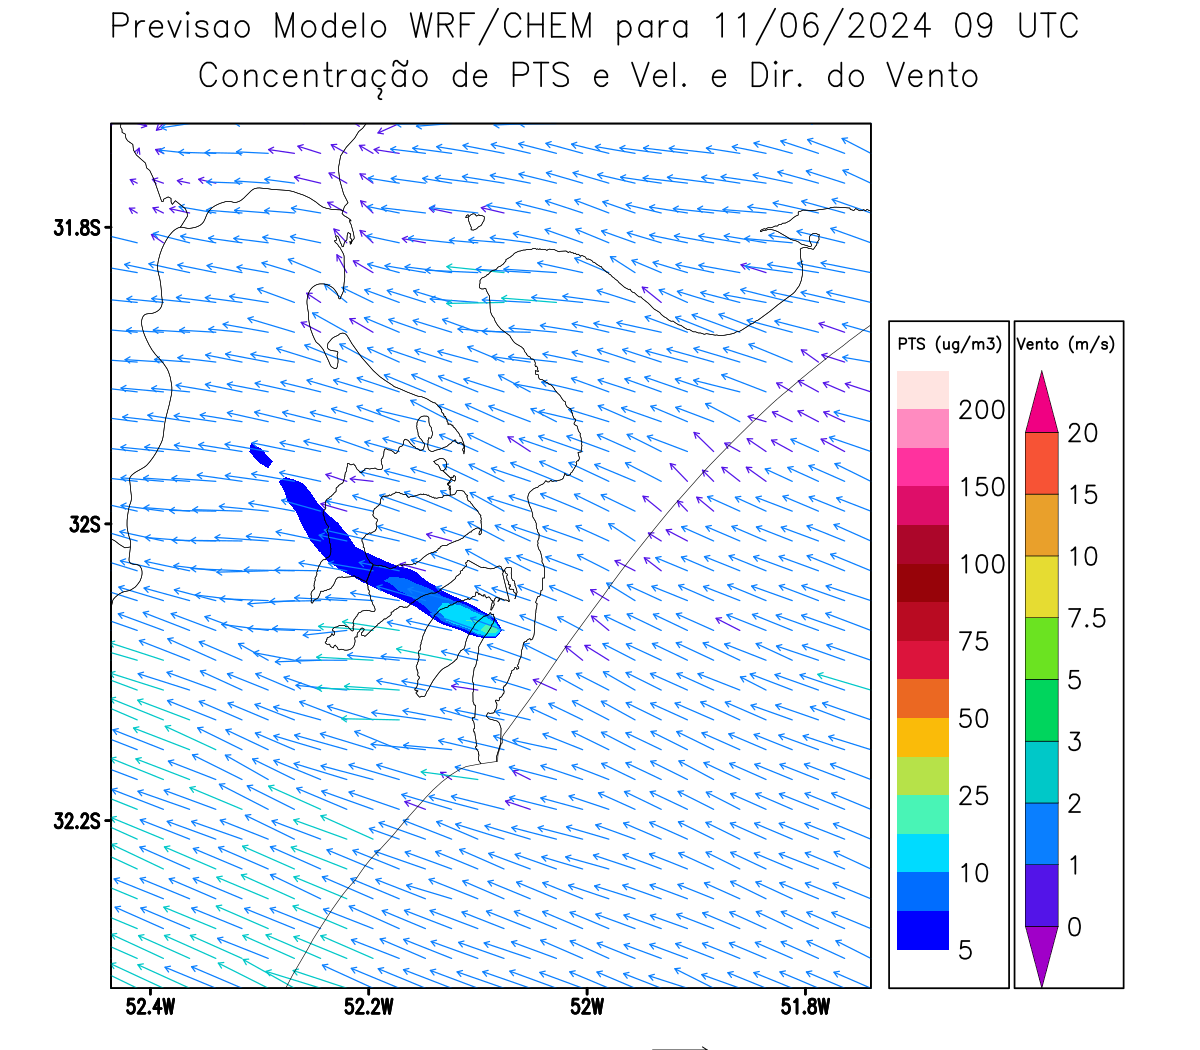 Previsao Modelo WRF/CHEM para 11/06/2024 09 UTC
Concentração de PTS e Vel. e Dir. do Vento
31.8S
32S
32.2S
52.4W
52.2W
52W
51.8W
PTS (ug/m3)
200
150
100
75
50
25
10
5
Vento (m/s)
20
15
10
7.5
5
3
2
1
0